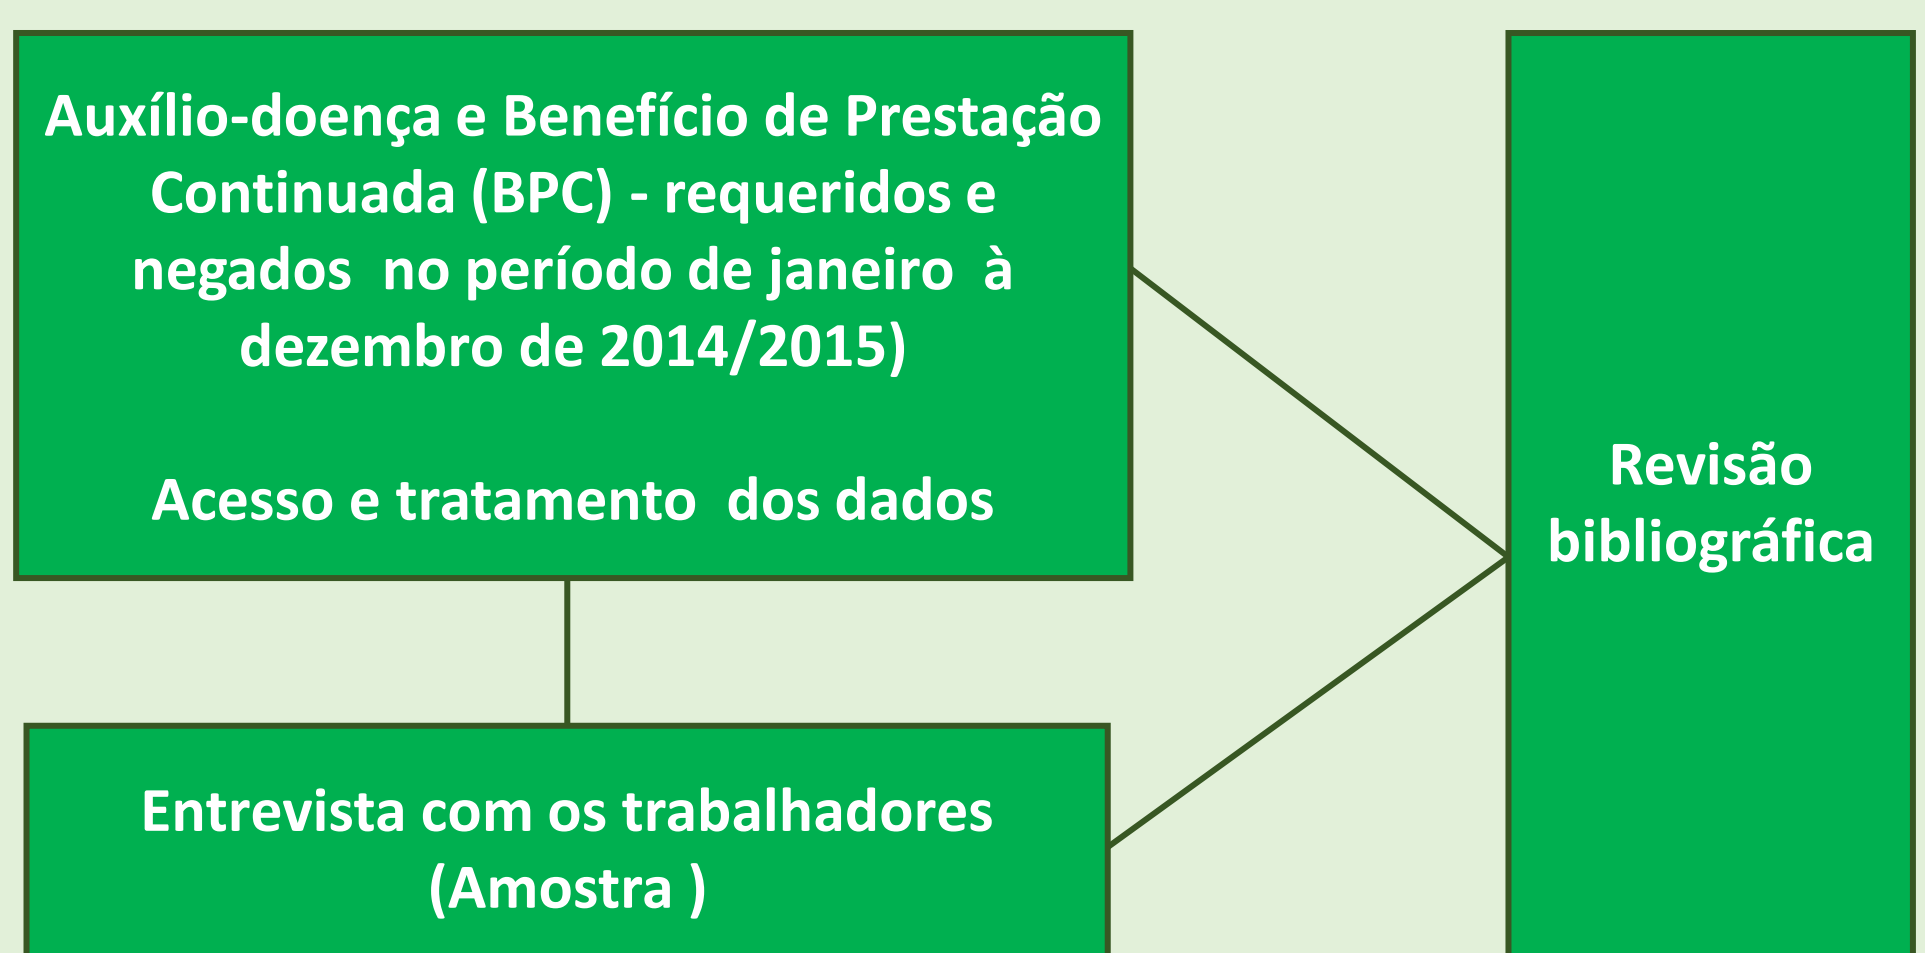 Auxílio-doença e Benefício de Prestação
Continuada (BPC) - requeridos e
negados  no período de janeiro  à
dezembro de 2014/2015)
Acesso e tratamento  dos dados
Revisão
bibliográfica
Entrevista com os trabalhadores
(Amostra )